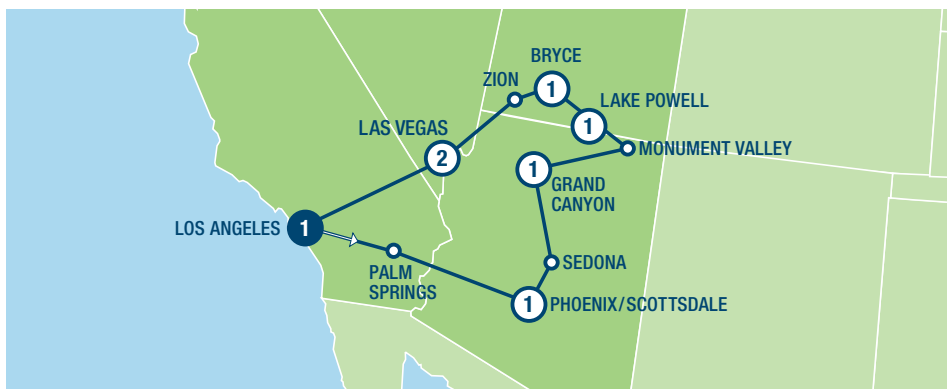 BRYCE
1
ZION
LAKE POWELL
1
LAS VEGAS
2
MONUMENT VALLEY
1
GRAND
CANYON
LOS ANGELES
1
SEDONA
PALM
SPRINGS
1
PHOENIX/SCOTTSDALE